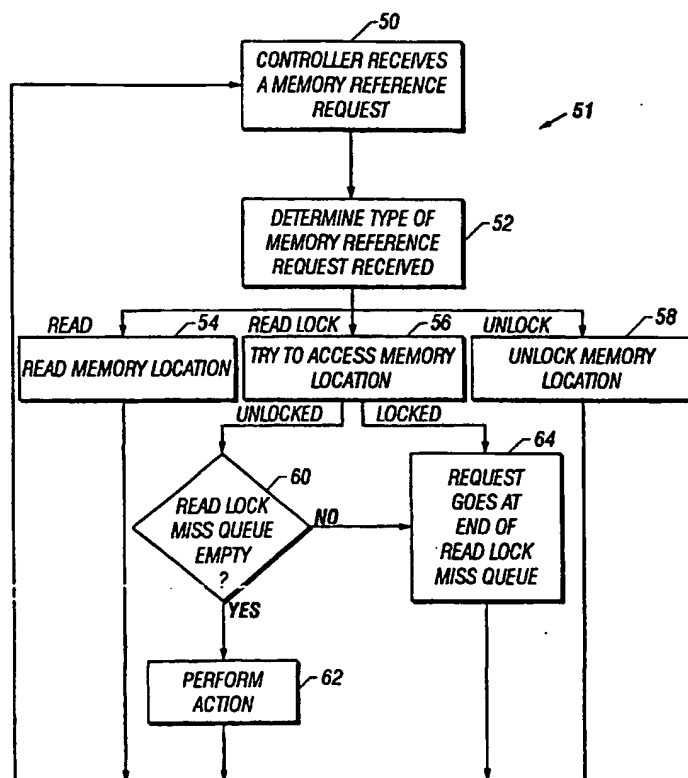 50
CONTROLLER RECEIVES
A MEMORY REFERENCE
REQUEST
51
DETERMINE TYPE OF
MEMORY REFERENCE
REQUEST RECEIVED
52
READ
54
READ LOCK
56
UNLOCK
58
READ MEMORY LOCATION
TRY TO ACCESS MEMORY
LOCATION
UNLOCK MEMORY
LOCATION
UNLOCKED
LOCKED
60
64
READ LOCK
MISS QUEUE
EMPTY
?
NO
YES
REQUEST
GOES AT
END OF
READ LOCK
MISS QUEUE
PERFORM
ACTION
62